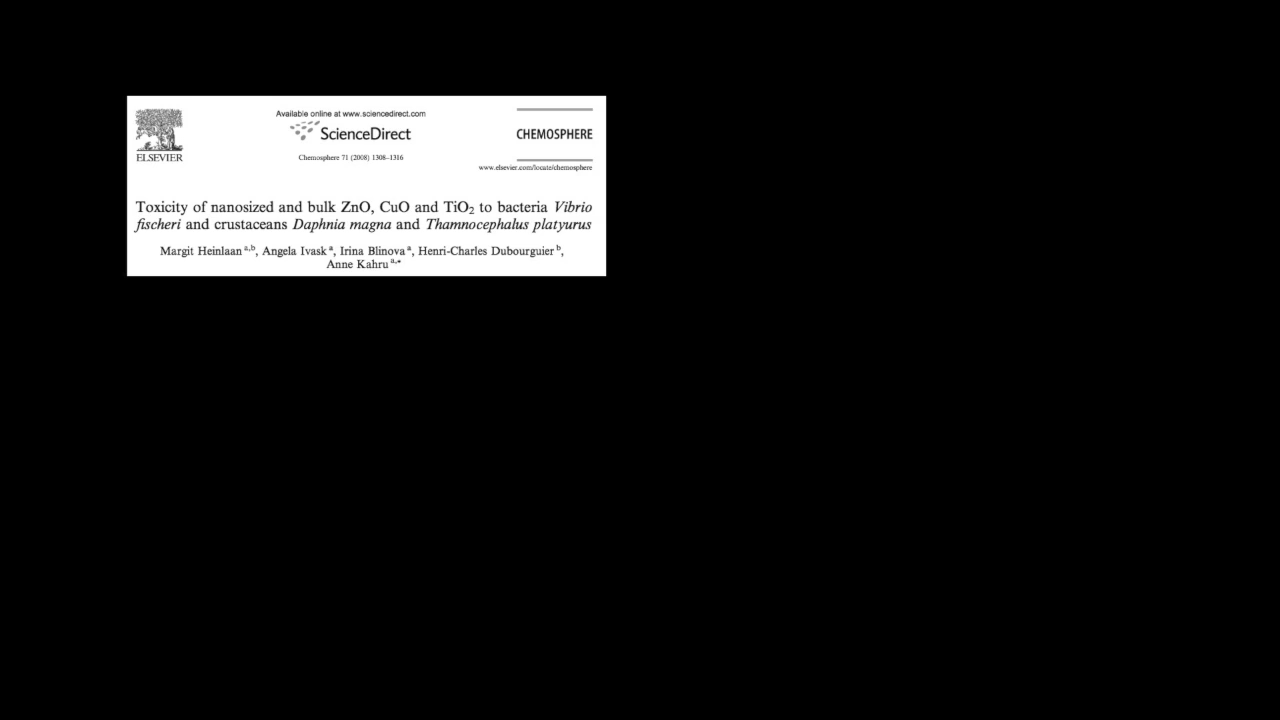 Available online at www.sciencedirect.com
ScienceDirect
ELSEVIER
Chemosphere 71 (2008) 1308–1316
CHEMOSPHERE
www.elsevier.com/locate/chemosphere
Toxicity of nanosized and bulk ZnO, CuO and TiO₂ to bacteria Vibrio
fischeri and crustaceans Daphnia magna and Thamnocephalus platyurus
Margit Heinlaan a,b, Angela Ivask a, Irina Blinova a, Henri-Charles Dubourguier b,
Anne Kahru a,*